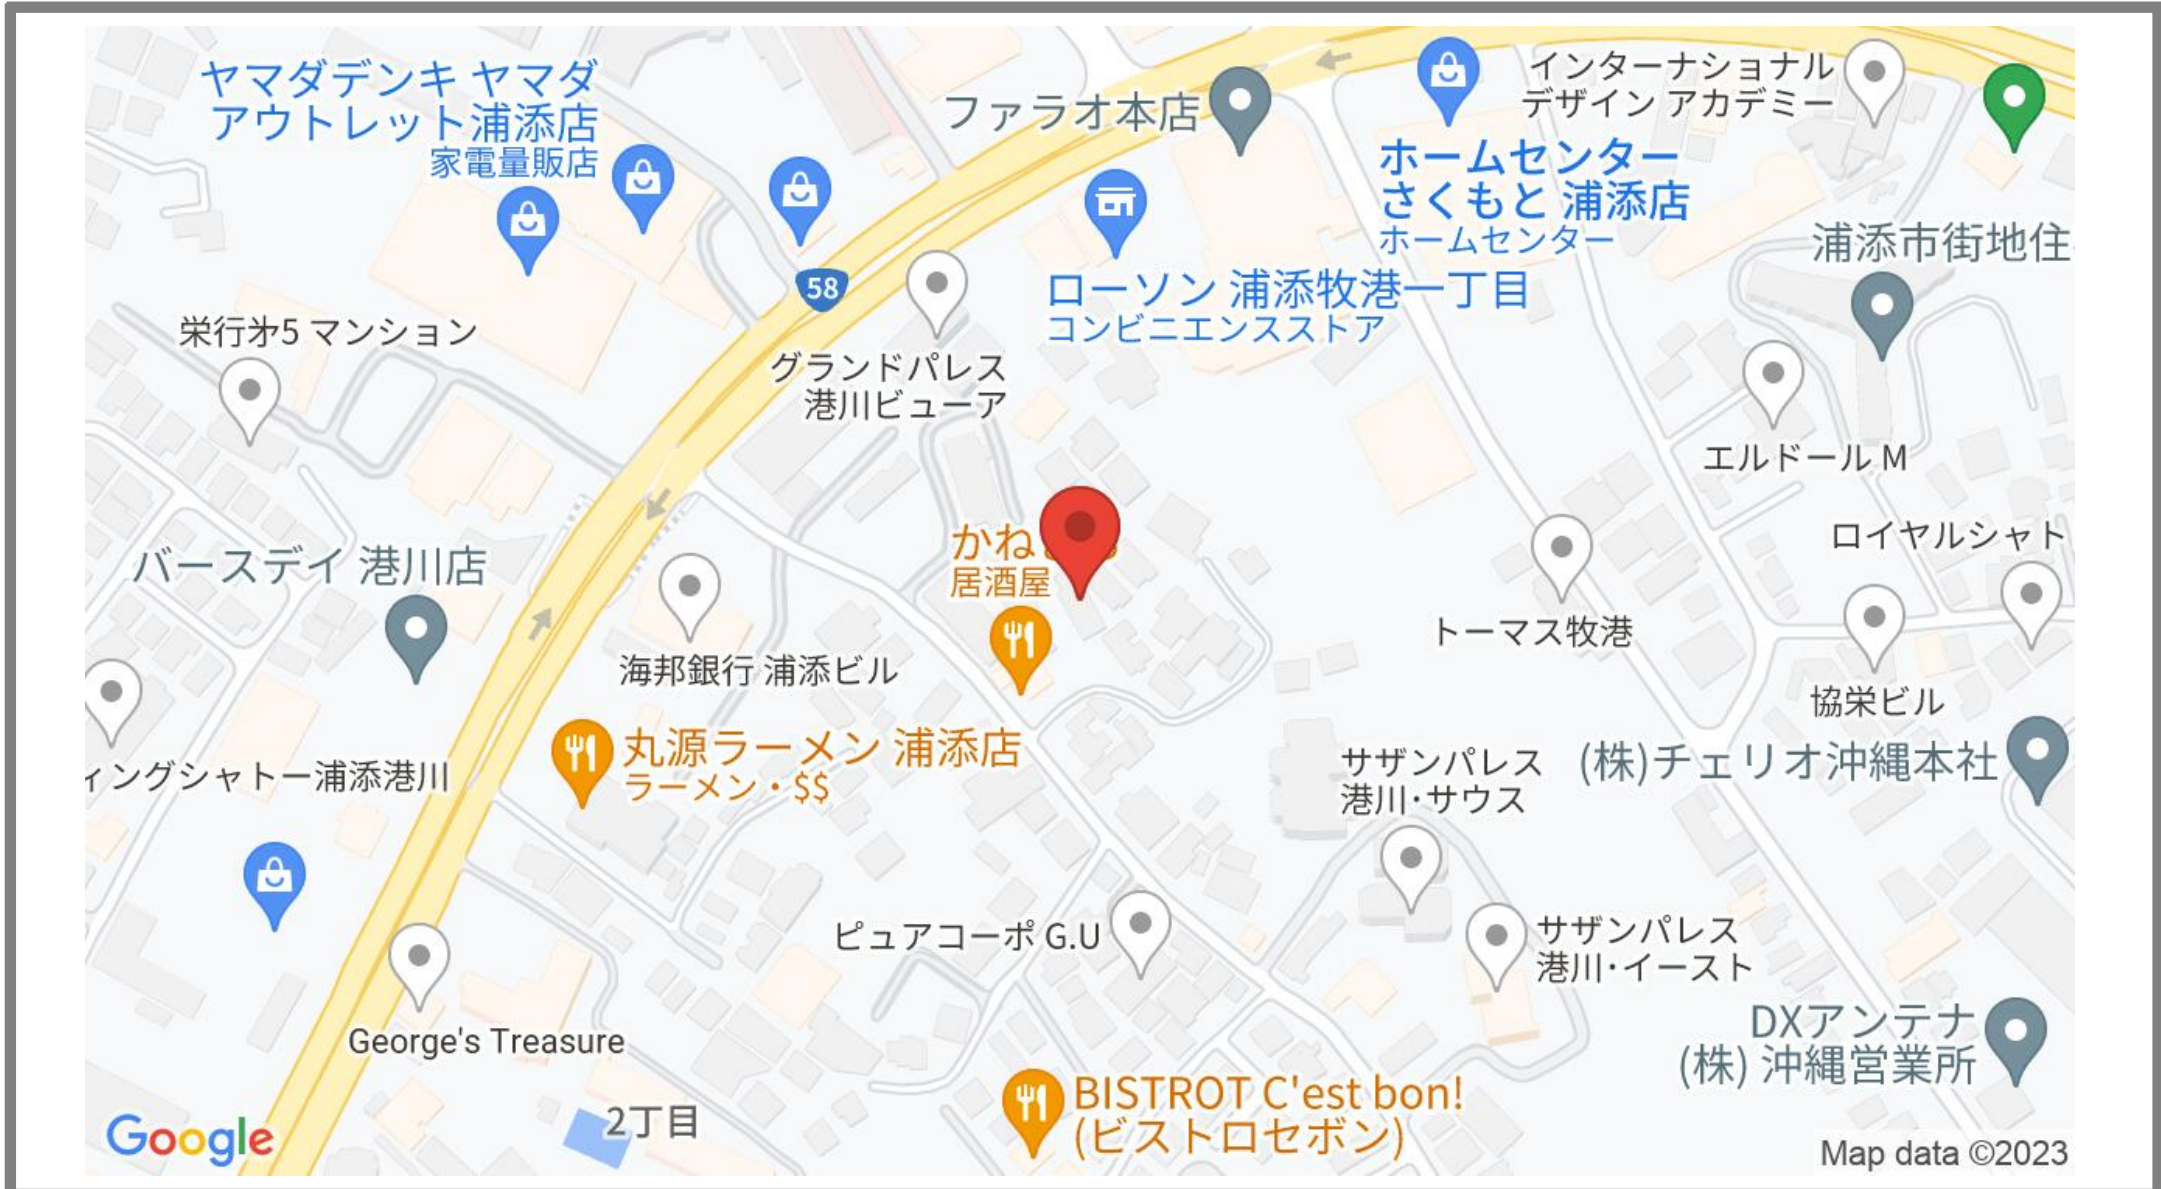 ヤマダデンキ ヤマダ
アウトレット浦添店
家電量販店
ファラオ本店
インターナショナル
デザイン アカデミー
ホームセンター
さくもと 浦添店
ホームセンター
浦添市街地住
58
ローソン 浦添牧港一丁目
コンビニエンスストア
栄行㐧5 マンション
グランドパレス
港川ビューア
エルドール M
かね
居酒屋
ロイヤルシャト
バースデイ 港川店
トーマス牧港
海邦銀行 浦添ビル
協栄ビル
丸源ラーメン 浦添店
ラーメン・$$
サザンパレス
港川・サウス
(株)チェリオ沖縄本社
ィングシャトー浦添港川
ピュアコーポ G.U
サザンパレス
港川・イースト
George's Treasure
DXアンテナ
(株) 沖縄営業所
2丁目
BISTROT C'est bon!
(ビストロセボン)
Google
Map data ©2023